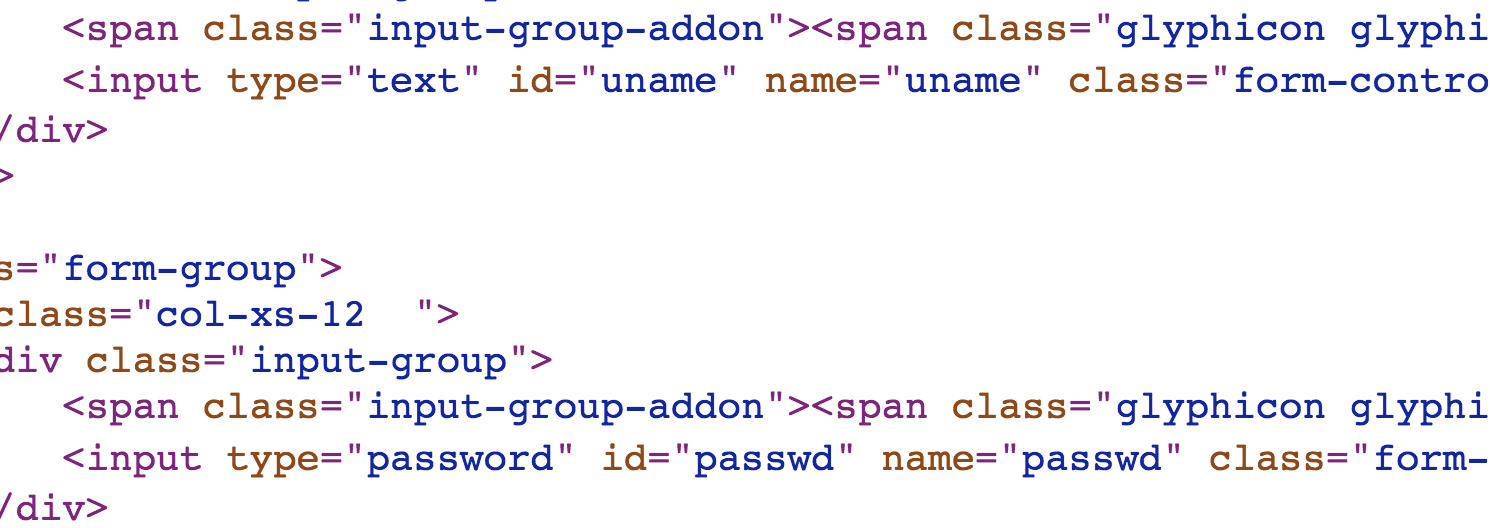 <span class="input-group-addon"><span class="glyphicon glyphi
<input type="text" id="uname" name="uname" class="form-contro
/div>
>
s="form-group">
class="col-xs-12  ">
div class="input-group">
<span class="input-group-addon"><span class="glyphicon glyphi
<input type="password" id="passwd" name="passwd" class="form-
/div>